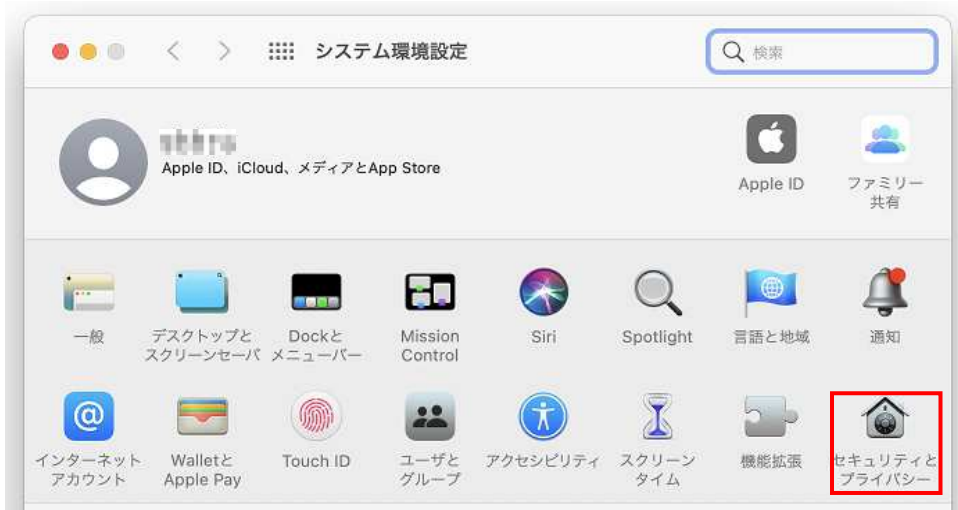 システム環境設定
検索
Apple ID、iCloud、メディアとApp Store
Apple ID
ファミリー
共有
一般
デスクトップと
スクリーンセーバ
Dockと
メニューバー
Mission
Control
Siri
Spotlight
言語と地域
通知
インターネット
アカウント
Walletと
Apple Pay
Touch ID
ユーザと
グループ
アクセシビリティ
スクリーン
タイム
機能拡張
セキュリティと
プライバシー